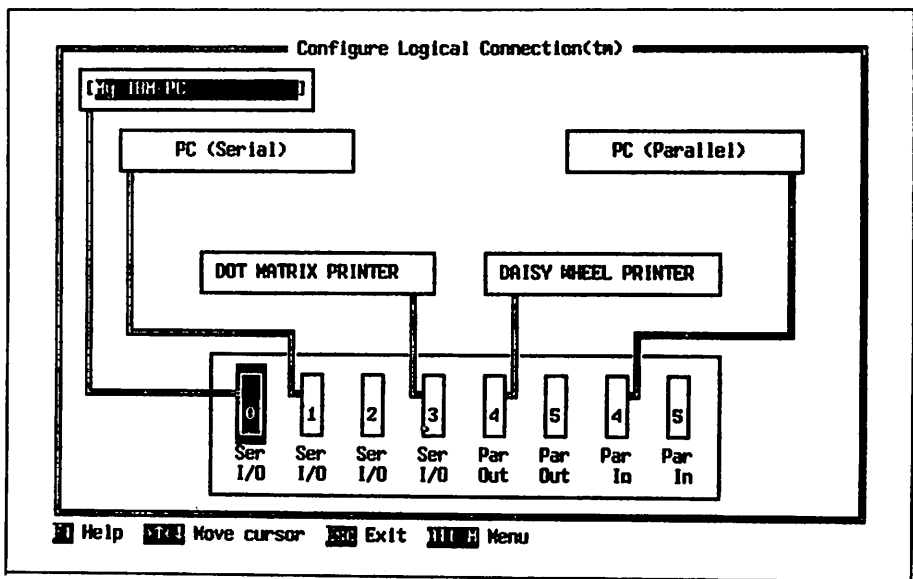 Configure Logical Connection(tm)
[My IBM-PC ]
PC (Serial)
PC (Parallel)
DOT MATRIX PRINTER
DAISY WHEEL PRINTER
0 1 2 3 4 5 4 5
Ser Ser Ser Ser Par Par Par Par
I/O I/O I/O I/O Out Out In In
Help Move cursor Exit Menu